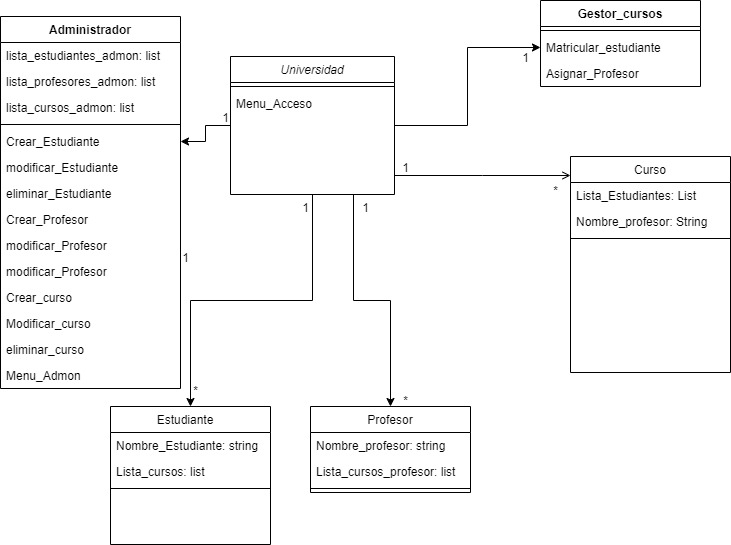 Administrador
lista_estudiantes_admon: list
lista_profesores_admon: list
lista_cursos_admon: list
Crear_Estudiante
modificar_Estudiante
eliminar_Estudiante
Crear_Profesor
modificar_Profesor
modificar_Profesor
Crear_curso
Modificar_curso
eliminar_curso
Menu_Admon
1
1
Universidad
Menu_Acceso
1
1
1
Gestor_cursos
Matricular_estudiante
Asignar_Profesor
1
*
Curso
Lista_Estudiantes: List
Nombre_profesor: String
*
Estudiante
Nombre_Estudiante: string
Lista_cursos: list
*
Profesor
Nombre_profesor: string
Lista_cursos_profesor: list